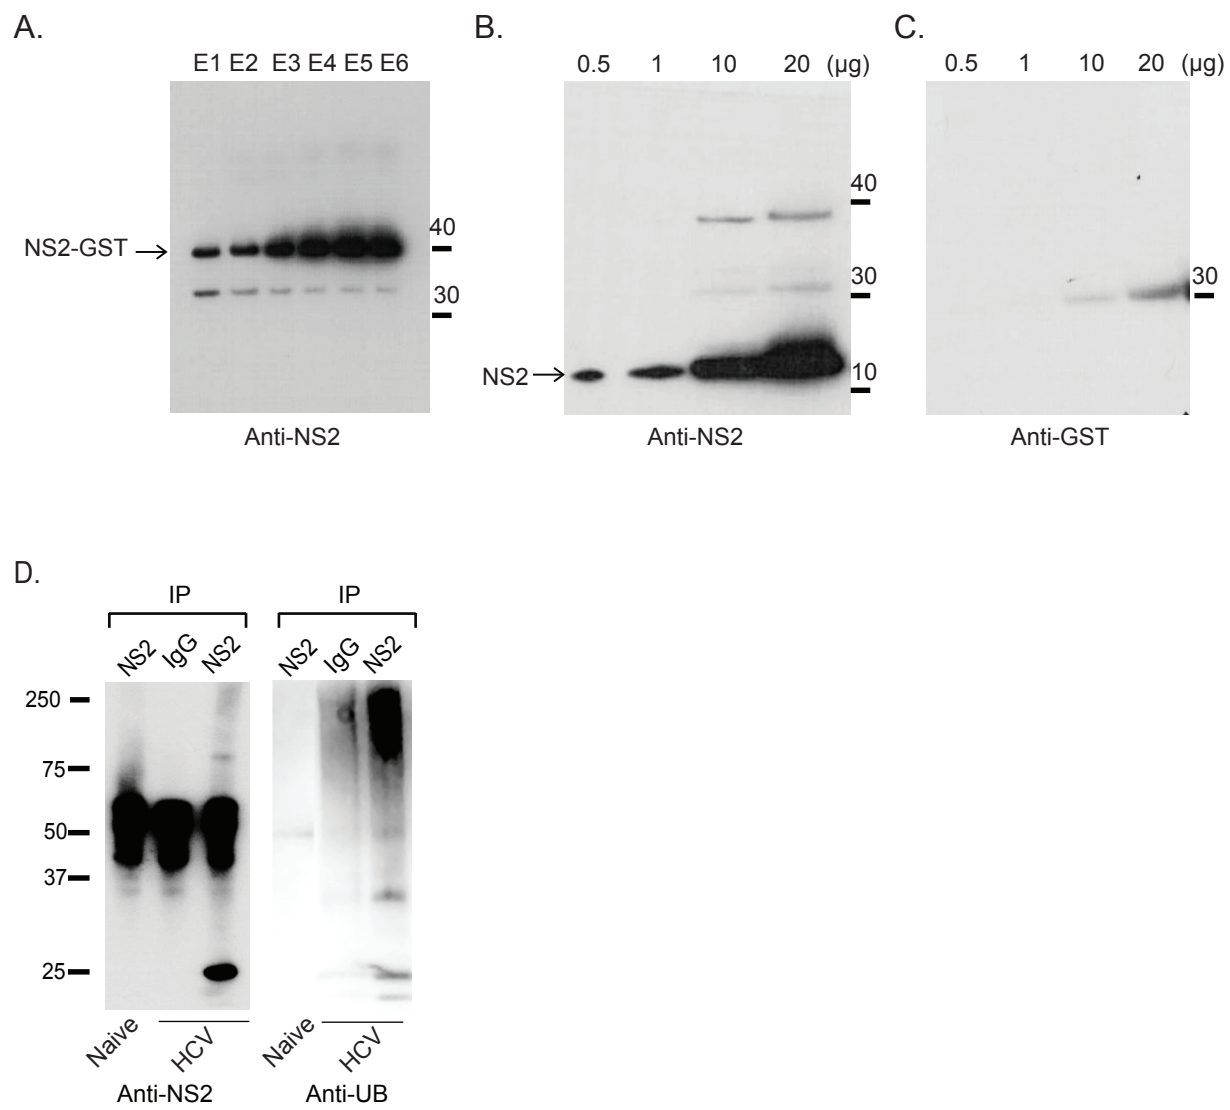 A.
E1 E2 E3 E4 E5 E6
NS2-GST
40
30
Anti-NS2
B.
0.5 1 10 20 (µg)
40
30
NS2
10
Anti-NS2
C.
0.5 1 10 20 (µg)
30
Anti-GST
D.
IP
NS2 IgG NS2
250
75
50
37
25
Naive HCV
Anti-NS2
IP
NS2 IgG NS2
Naive HCV
Anti-UB